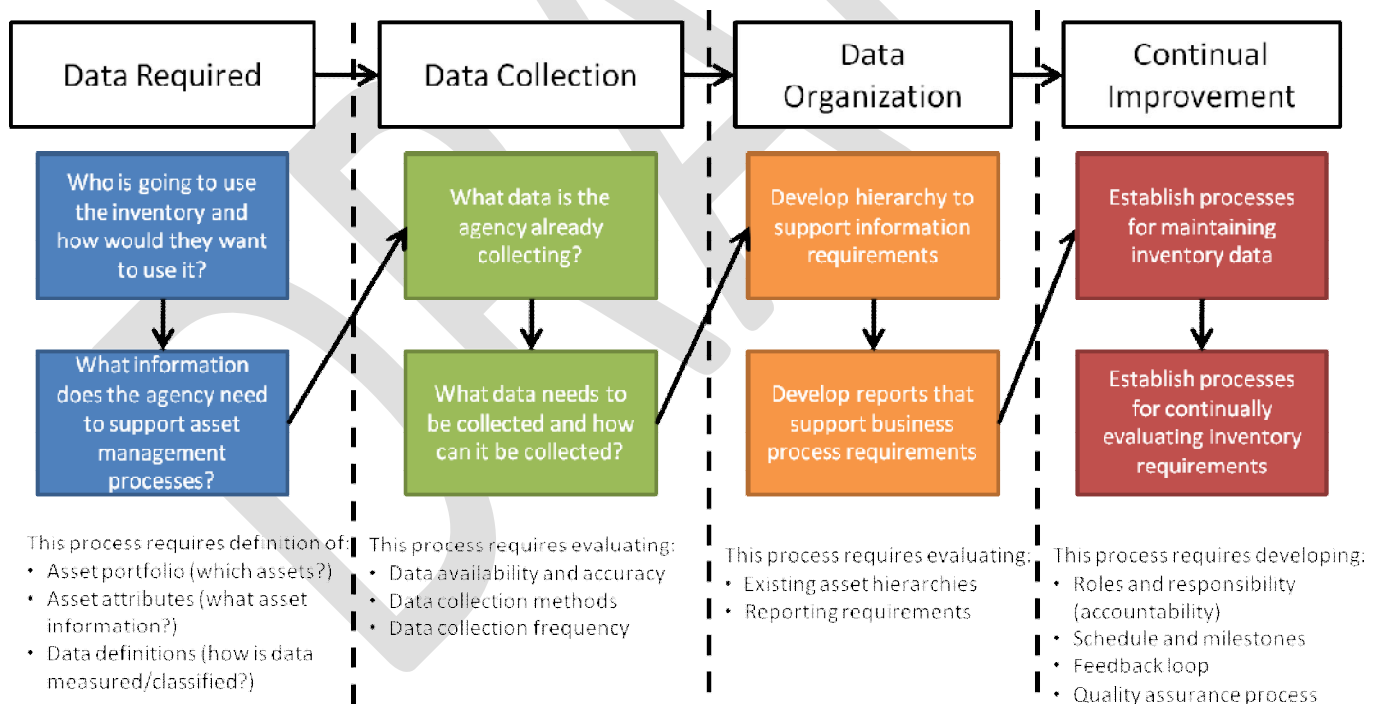 Data Required
Data Collection
Data
Organization
Continual
Improvement
Who is going to use
the inventory and
how would they want
to use it?
What information
does the agency need
to support asset
management
processes?
What data is the
agency already
collecting?
What data needs to
be collected and how
can it be collected?
Develop hierarchy to
support information
requirements
Develop reports that
support business
process requirements
Establish processes
for maintaining
inventory data
Establish processes
for continually
evaluating inventory
requirements
This process requires definition of:
• Asset portfolio (which assets?)
• Asset attributes (what asset
information?)
• Data definitions (how is data
measured/classified?)
This process requires evaluating:
• Data availability and accuracy
• Data collection methods
• Data collection frequency
This process requires evaluating:
• Existing asset hierarchies
• Reporting requirements
This process requires developing:
• Roles and responsibility
(accountability)
• Schedule and milestones
• Feedback loop
• Quality assurance process